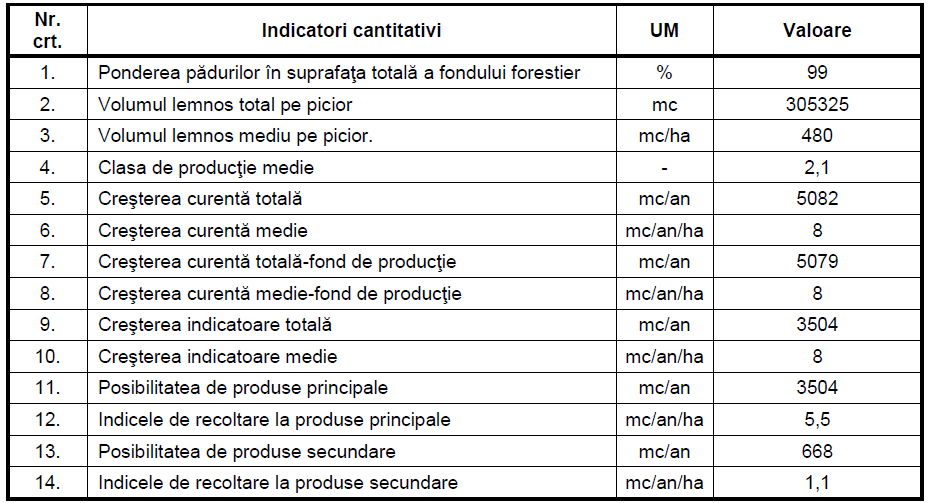 Nr. crt. Indicatori cantitativi UM Valoare
1. Ponderea pădurilor în suprafaţa totală a fondului forestier % 99
2. Volumul lemnos total pe picior mc 305325
3. Volumul lemnos mediu pe picior. mc/ha 480
4. Clasa de producţie medie - 2,1
5. Creşterea curentă totală mc/an 5082
6. Creşterea curentă medie mc/an/ha 8
7. Creşterea curentă totală-fond de producţie mc/an 5079
8. Creşterea curentă medie-fond de producţie mc/an/ha 8
9. Creşterea indicatoare totală mc/an 3504
10. Creşterea indicatoare medie mc/an/ha 8
11. Posibilitatea de produse principale mc/an 3504
12. Indicele de recoltare la produse principale mc/an/ha 5,5
13. Posibilitatea de produse secundare mc/an 668
14. Indicele de recoltare la produse secundare mc/an/ha 1,1